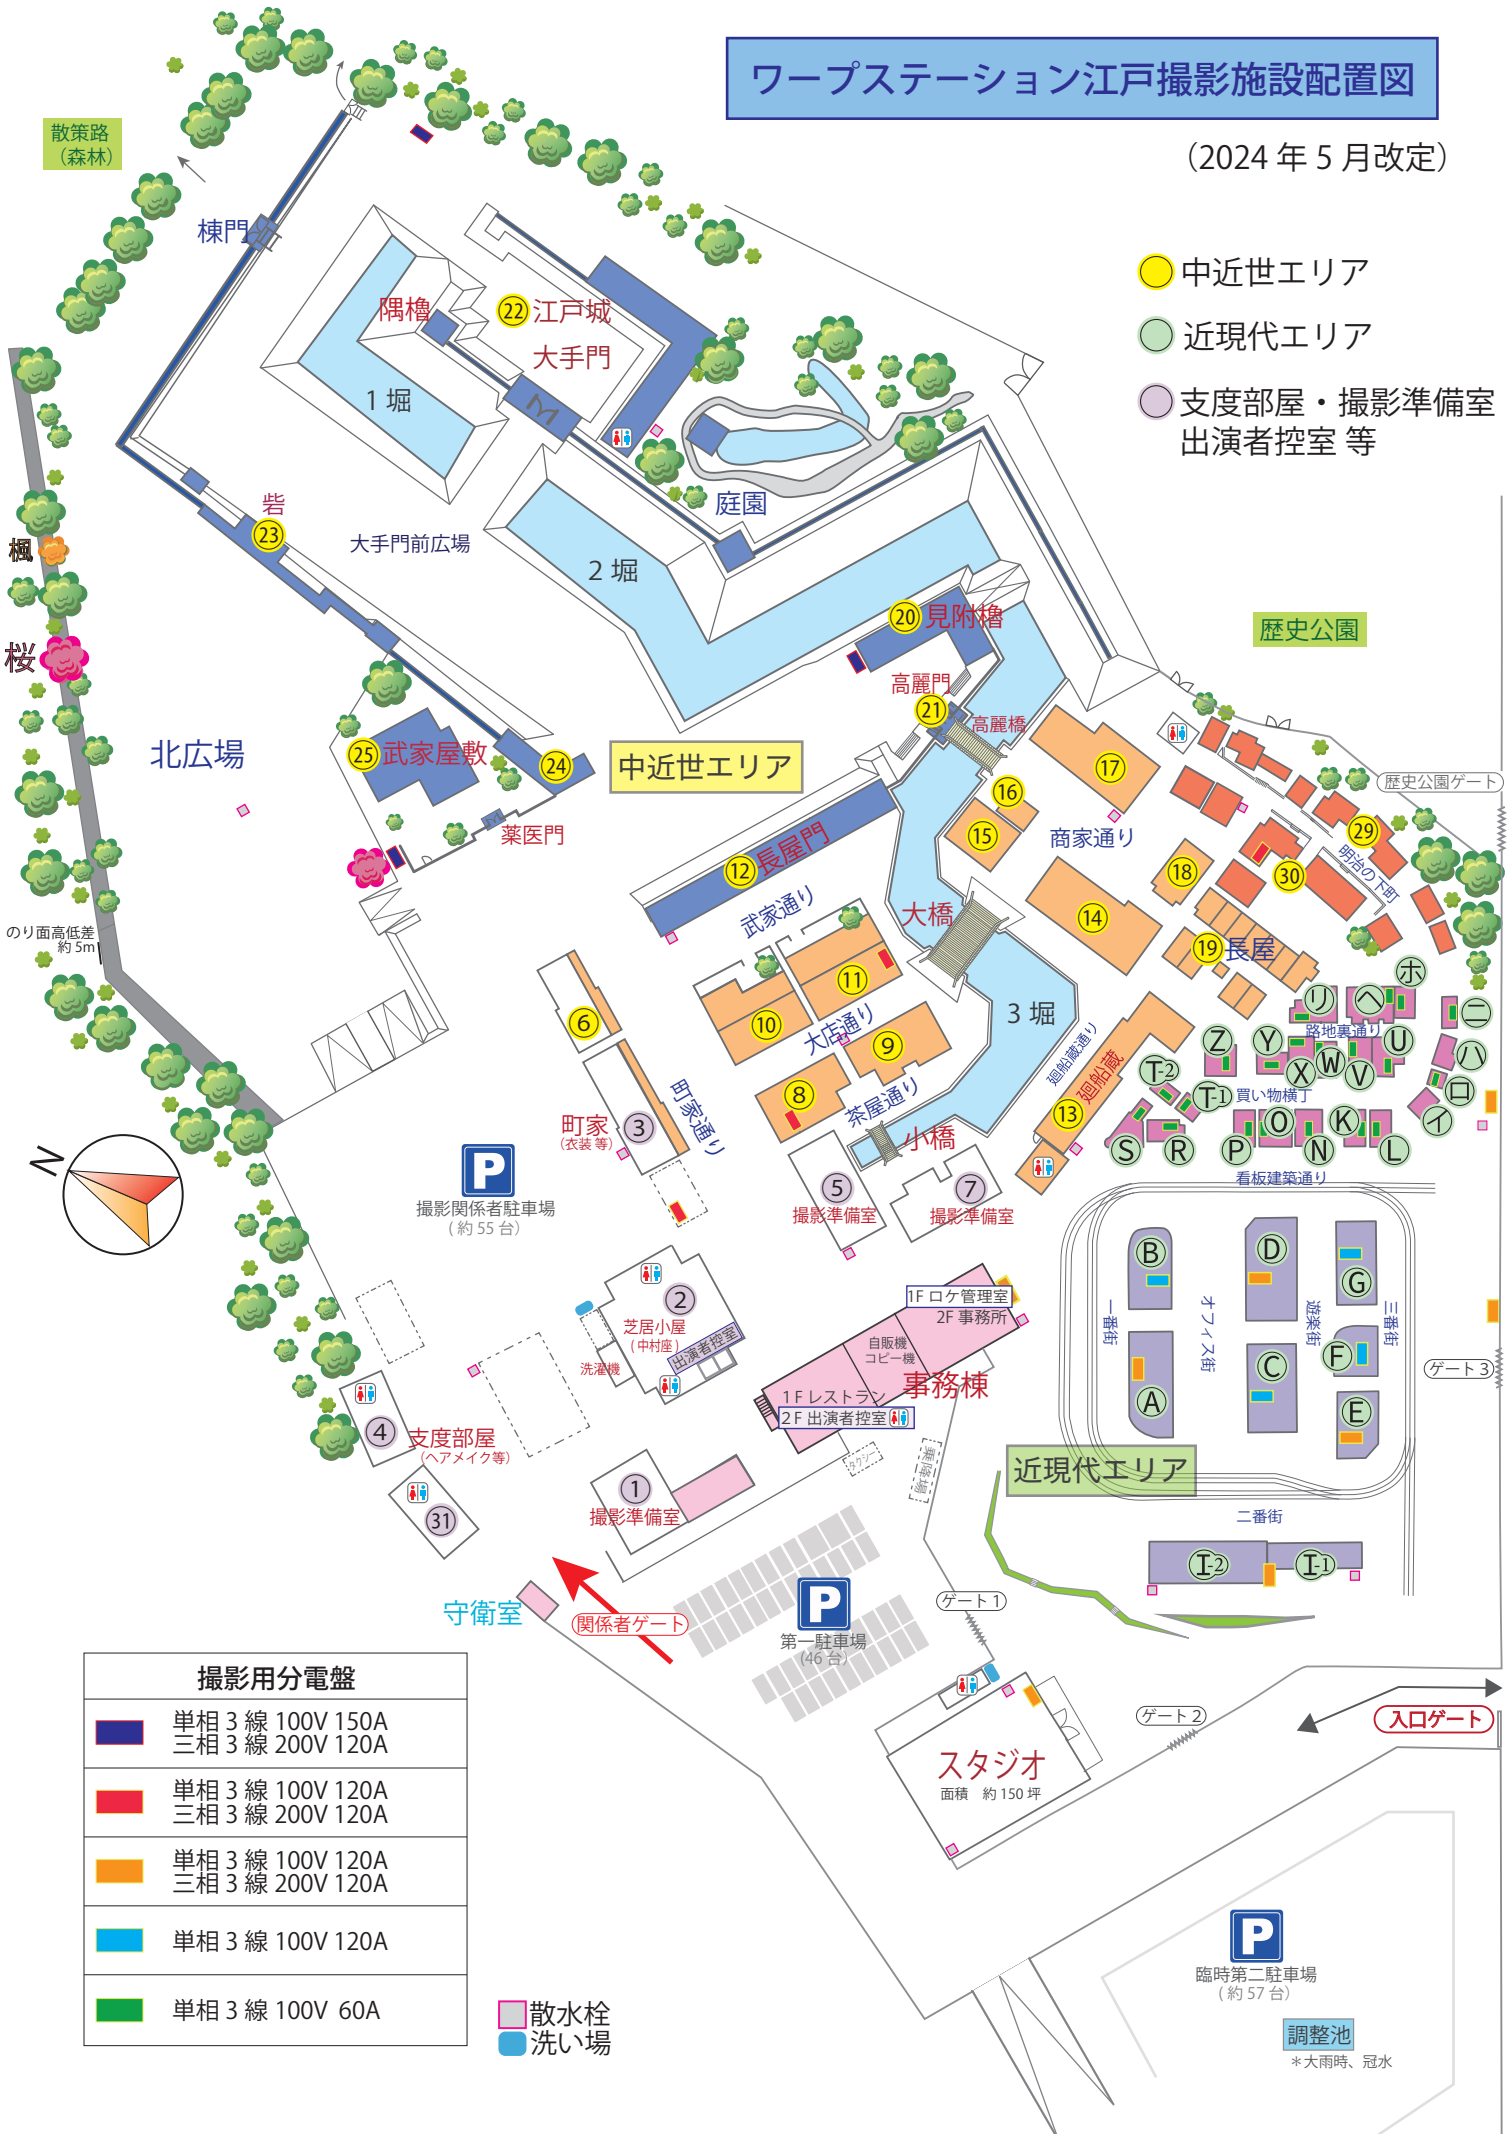 ワープステーション江戸撮影施設配置図
（2024 年 5 月改定）
中近世エリア
近現代エリア
支度部屋・撮影準備室
出演者控室 等
散策路
（森林）
棟門
隅櫓
22 江戸城
大手門
1 堀
砦
23
楓
大手門前広場
庭園
2 堀
桜
20 見附櫓
高麗門
21
高麗橋
歴史公園
北広場
25 武家屋敷
24
薬医門
中近世エリア
17
16
15
商家通り
歴史公園ゲート
29
明治の下町
30
12 長屋門
武家通り
18
14
大橋
19 長屋
のり面高低差
約 5m
6
11
10
大店通り
9
8
茶屋通り
3 堀
廻船蔵通り
廻船蔵
13
小橋
町家
（衣装 等）
3
町家通り
リ
ヘ
ホ
ニ
路地裏通り
Z
Y
X
W
V
U
ハ
ロ
イ
T-2
T-1
買い物横丁
S
R
P
O
N
K
L
看板建築通り
N
P
撮影関係者駐車場
（ 約 55 台）
5
撮影準備室
7
撮影準備室
2
芝居小屋
（中村座）
出演者控室
洗濯機
1F ロケ管理室
2F 事務所
自販機
コピー機
事務棟
1 F レストラン
2 F 出演者控室
タクシー
乗降場
B
D
G
一番街
オフィス街
遊楽街
三番街
A
C
F
E
ゲート 3
近現代エリア
二番街
I-2
I-1
4
支度部屋
（ヘアメイク等）
31
1
撮影準備室
守衛室
関係者ゲート
P
第一駐車場
(46 台)
ゲート 1
ゲート 2
入口ゲート
スタジオ
面積　約 150 坪
撮影用分電盤
単相 3 線 100V 150A
三相 3 線 200V 120A
単相 3 線 100V 120A
三相 3 線 200V 120A
単相 3 線 100V 120A
三相 3 線 200V 120A
単相 3 線 100V 120A
単相 3 線 100V 60A
散水栓
洗い場
P
臨時第二駐車場
（ 約 57 台）
調整池
＊大雨時、冠水